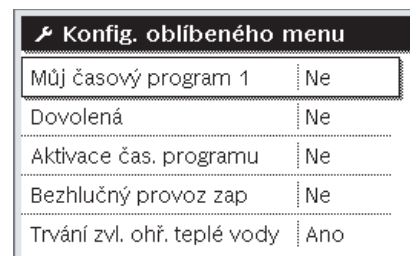 Konfig. oblíbeného menu
Můj časový program 1 Ne
Dovolená Ne
Aktivace čas. programu Ne
Bezhlučný provoz zap Ne
Trvání zvl. ohř. teplé vody Ano